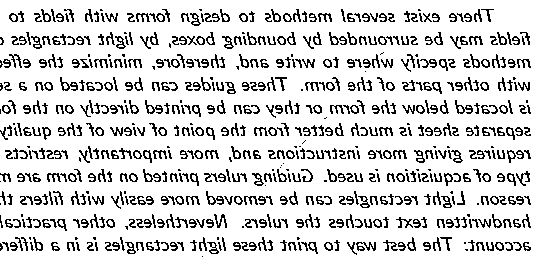 There exist several methods to design forms with fields to
fields may be surrounded by bounding boxes, by light rectangles
methods specify where to write and, therefore, minimize the
with other parts of the form. These guides can be located on a
is located below the form or they can be printed directly on the
separate sheet is much better from the point of view of the quality
requires giving more instructions and, more importantly, restricts
type of acquisition is used. Guiding rulers printed on the form are
reason. Light rectangles can be removed more easily with filters
handwritten text touches the rulers. Nevertheless, other practical
account: The best way to print these light rectangles is in a